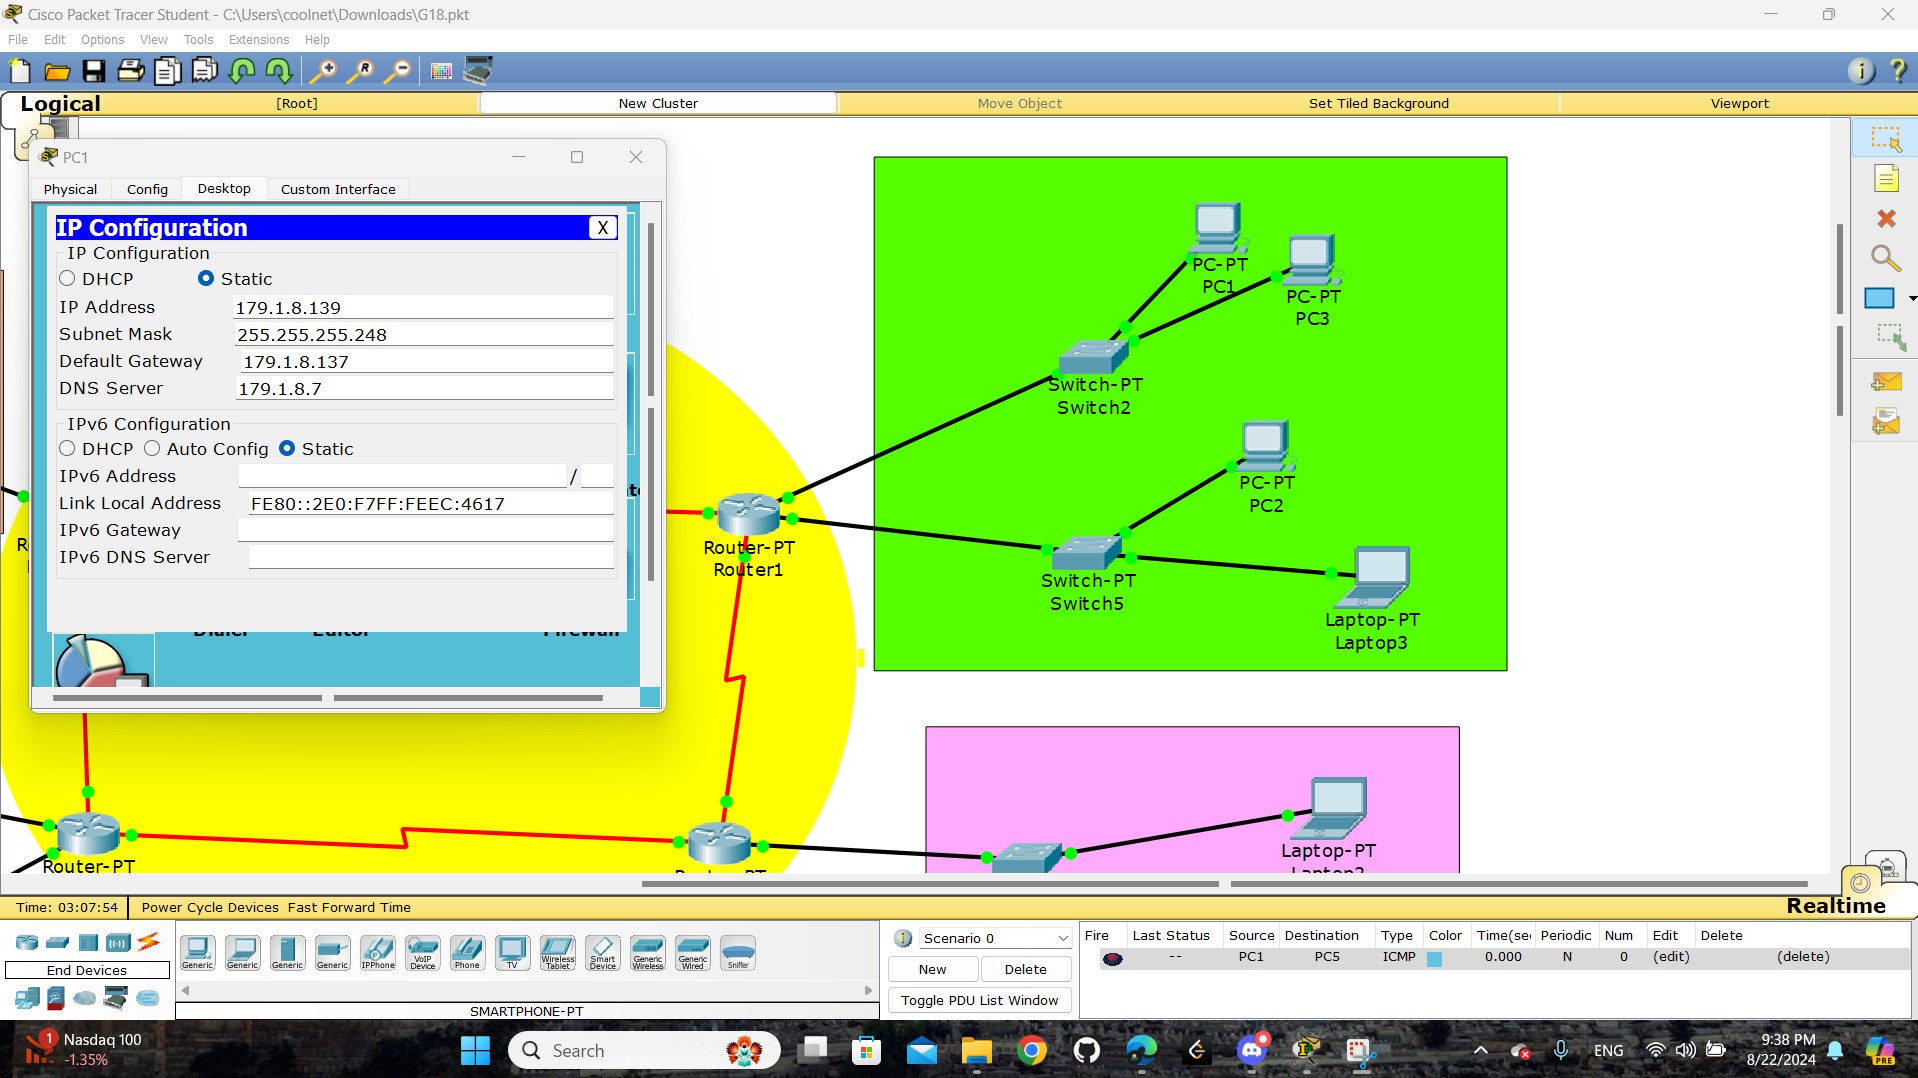 Cisco Packet Tracer Student - C:\Users\coolnet\Downloads\G18.pkt
File Edit Options View Tools Extensions Help
Logical [Root] New Cluster Move Object Set Tiled Background Viewport
PC1
Physical Config Desktop Custom Interface
IP Configuration X
IP Configuration
DHCP Static
IP Address 179.1.8.139
Subnet Mask 255.255.255.248
Default Gateway 179.1.8.137
DNS Server 179.1.8.7
IPv6 Configuration
DHCP Auto Config Static
IPv6 Address /
Link Local Address FE80::2E0:F7FF:FEEC:4617
IPv6 Gateway
IPv6 DNS Server
Dialer Editor Firewall
PC-PT
PC1
PC-PT
PC3
Switch-PT
Switch2
PC-PT
PC2
Router-PT
Router1
Switch-PT
Switch5
Laptop-PT
Laptop3
Laptop-PT
Router-PT
Time: 03:07:54 Power Cycle Devices Fast Forward Time
Realtime
End Devices
Generic Generic Generic Generic IPPhone VoIP Device Phone TV Wireless Tablet Smart Device Generic Wireless Generic Wired Sniffer
SMARTPHONE-PT
Scenario 0
New Delete
Toggle PDU List Window
Fire Last Status Source Destination Type Color Time(sec Periodic Num Edit Delete
-- PC1 PC5 ICMP 0.000 N 0 (edit) (delete)
1 Nasdaq 100
-1.35%
Search
ENG
9:38 PM
8/22/2024
PRE